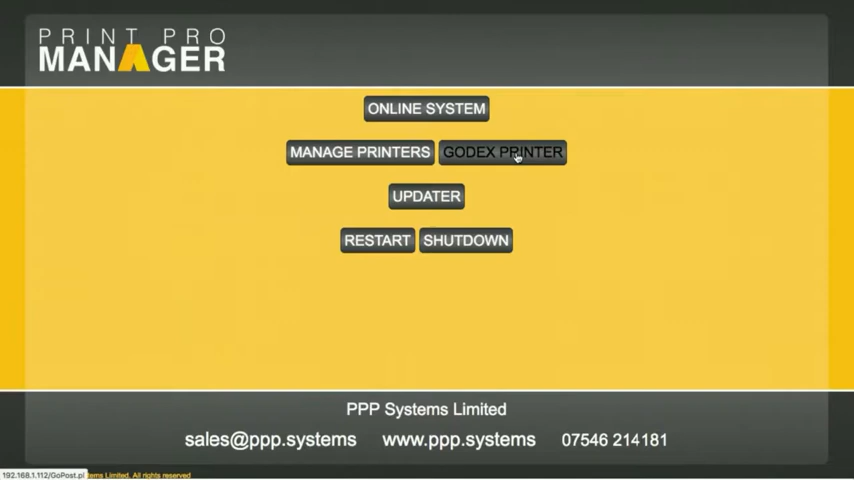 PRINT PRO
MANAGER
ONLINE SYSTEM
MANAGE PRINTERS GODEX PRINTER
UPDATER
RESTART SHUTDOWN
PPP Systems Limited
sales@ppp.systems www.ppp.systems 07546 214181
192.168.1.112/GoPost.pl tems Limited. All rights reserved